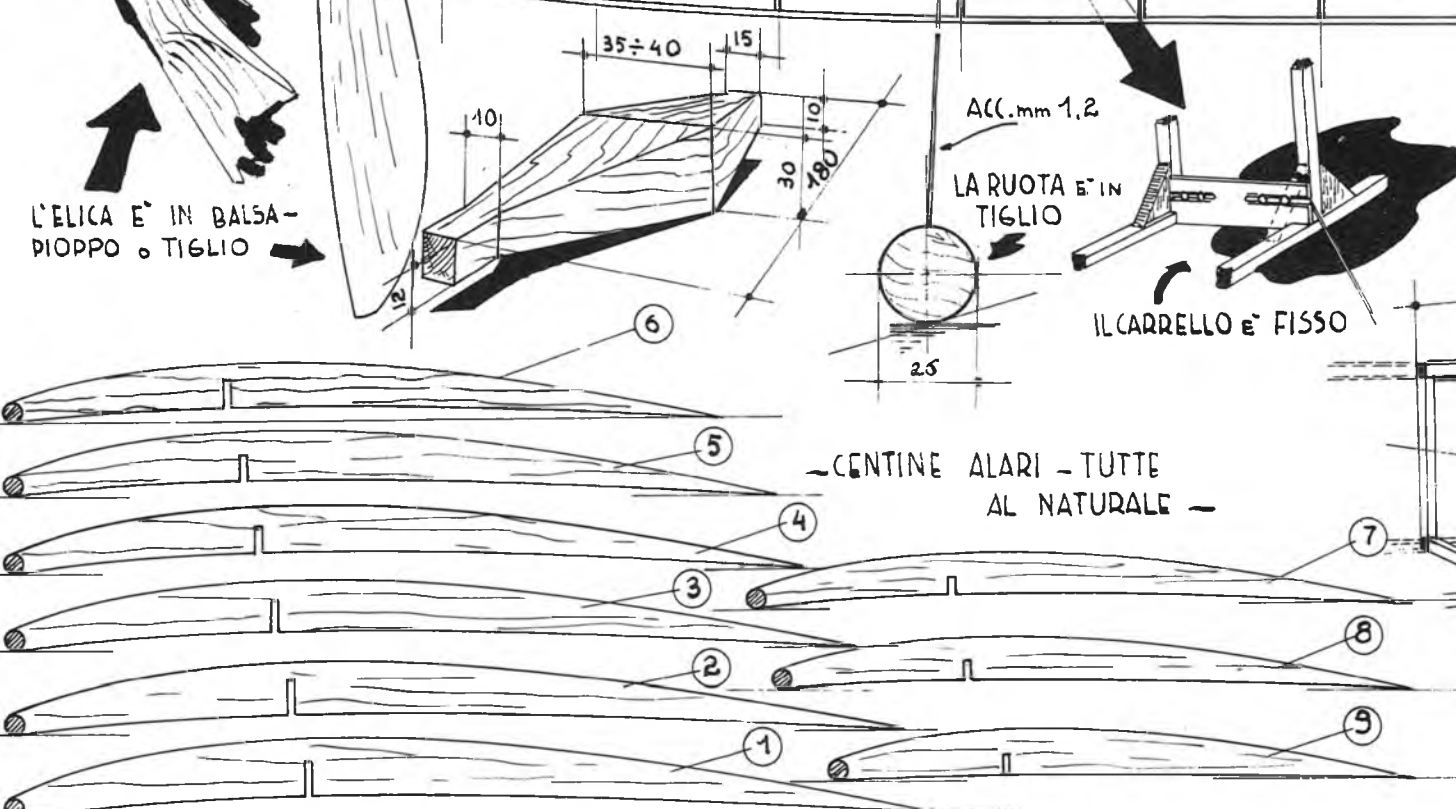 35÷40
15
10
10
30
180
12
ACC.mm 1,2
LA RUOTA E` IN
TIGLIO
25
L'ELICA E` IN BALSA-
PIOPPO o TIGLIO
IL CARRELLO E` FISSO
-CENTINE ALARI - TUTTE
AL NATURALE -
6
5
4
3
2
1
7
8
9